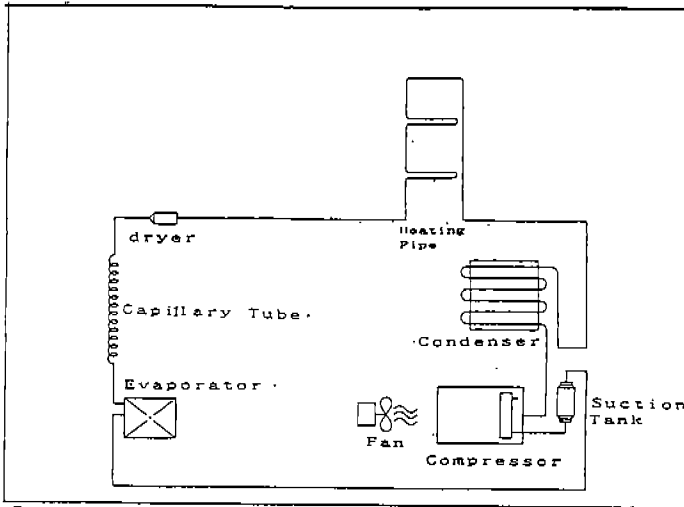 Heating
Pipe
dryer
Capillary Tube
Condenser
Evaporator
Fan
Suction
Tank
Compressor